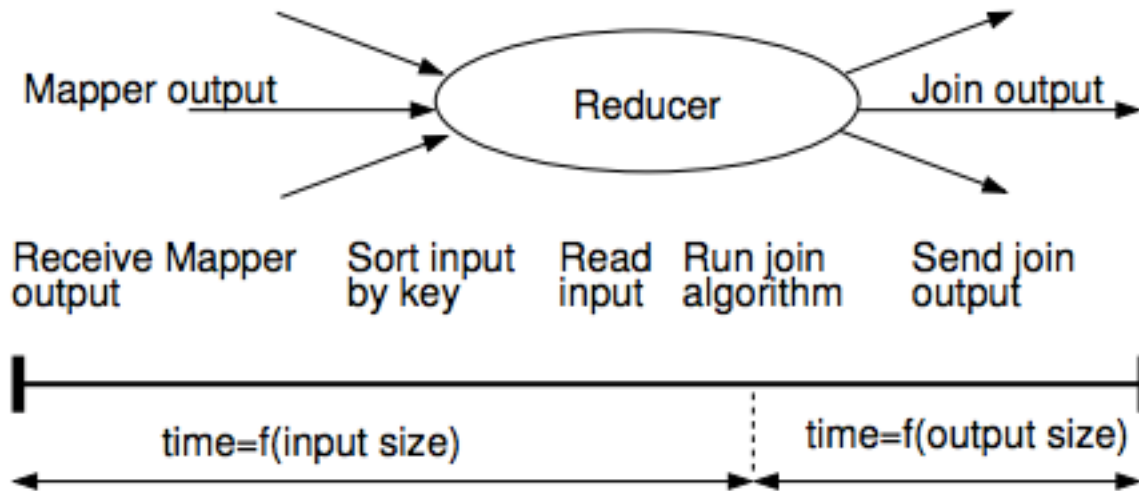 Mapper output
Reducer
Join output
Receive Mapper
output
Sort input
by key
Read
input
Run join
algorithm
Send join
output
time=f(input size)
time=f(output size)